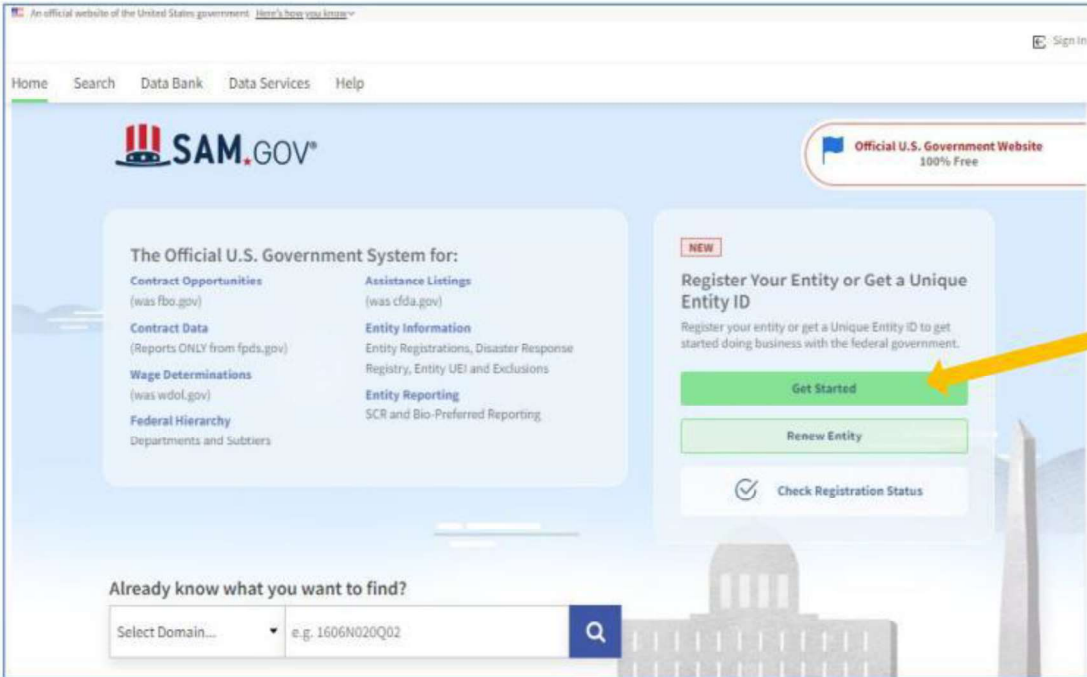 An official website of the United States government Here's how you know
Sign In
Home Search Data Bank Data Services Help
SAM.GOV®
Official U.S. Government Website
100% Free
The Official U.S. Government System for:
Contract Opportunities
(was fbo.gov)
Contract Data
(Reports ONLY from fpds.gov)
Wage Determinations
(was wdol.gov)
Federal Hierarchy
Departments and Subtiers
Assistance Listings
(was cfda.gov)
Entity Information
Entity Registrations, Disaster Response
Registry, Entity UEI and Exclusions
Entity Reporting
SCR and Bio-Preferred Reporting
NEW
Register Your Entity or Get a Unique
Entity ID
Register your entity or get a Unique Entity ID to get
started doing business with the federal government.
Get Started
Renew Entity
Check Registration Status
Already know what you want to find?
Select Domain... e.g. 1606N020Q02